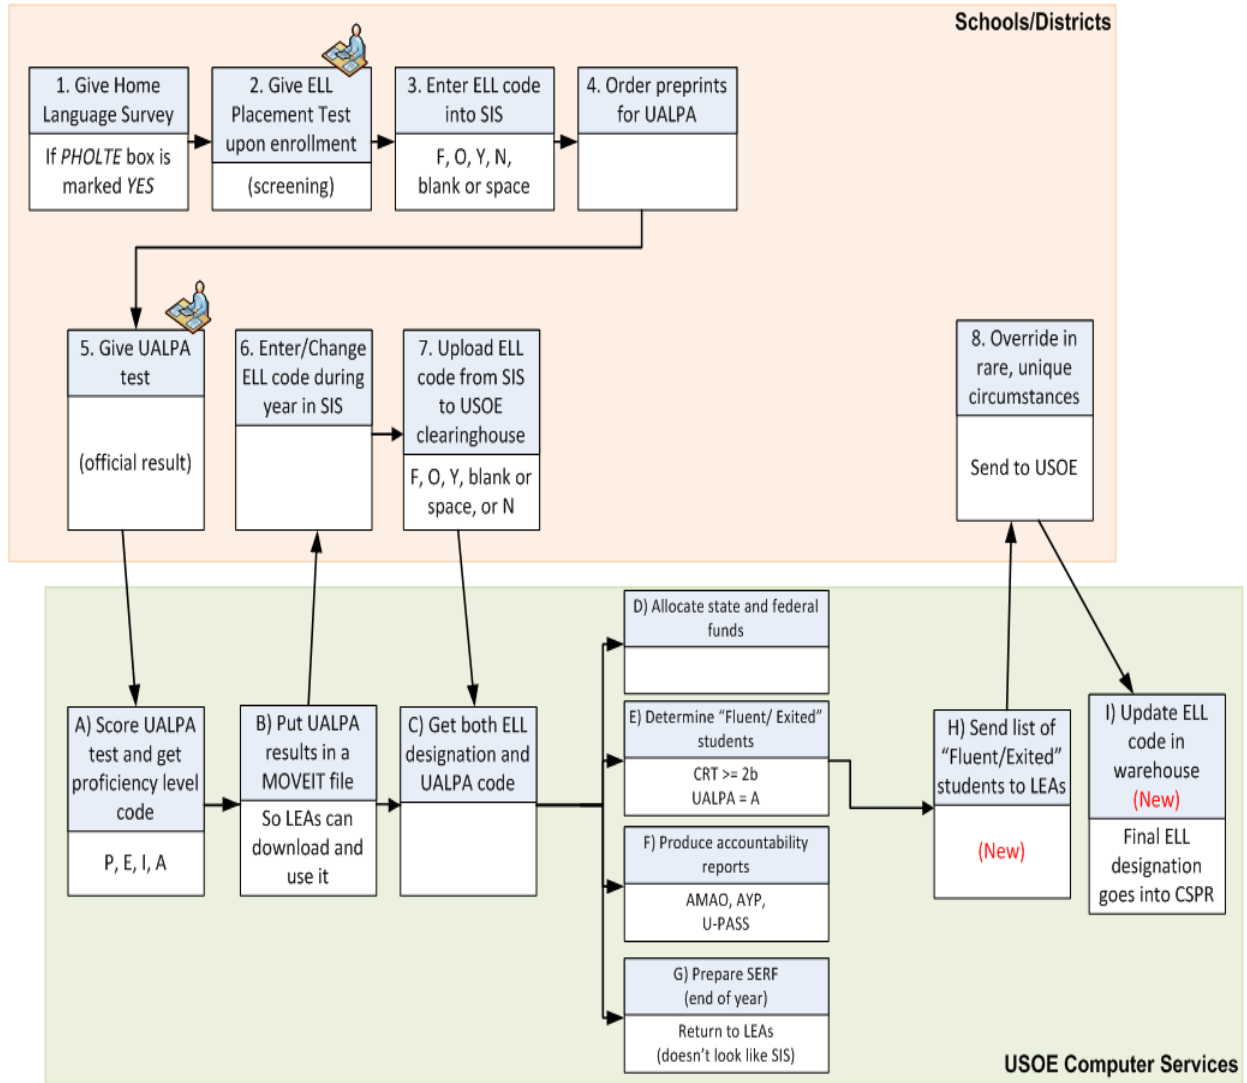 Schools/Districts
1. Give Home
Language Survey
If PHOLTE box is
marked YES
2. Give ELL
Placement Test
upon enrollment
(screening)
3. Enter ELL code
into SIS
F, O, Y, N,
blank or space
4. Order preprints
for UALPA
5. Give UALPA
test
(official result)
6. Enter/Change
ELL code during
year in SIS
7. Upload ELL
code from SIS
to USOE
clearinghouse
F, O, Y, blank or
space, or N
8. Override in
rare, unique
circumstances
Send to USOE
A) Score UALPA
test and get
proficiency level
code
P, E, I, A
B) Put UALPA
results in a
MOVEIT file
So LEAs can
download and
use it
C) Get both ELL
designation and
UALPA code
D) Allocate state and federal
funds
E) Determine “Fluent/ Exited”
students
CRT >= 2b
UALPA = A
F) Produce accountability
reports
AMAO, AYP,
U-PASS
G) Prepare SERF
(end of year)
Return to LEAs
(doesn’t look like SIS)
H) Send list of
“Fluent/Exited”
students to LEAs
(New)
I) Update ELL
code in
warehouse
(New)
Final ELL
designation
goes into CSPR
USOE Computer Services